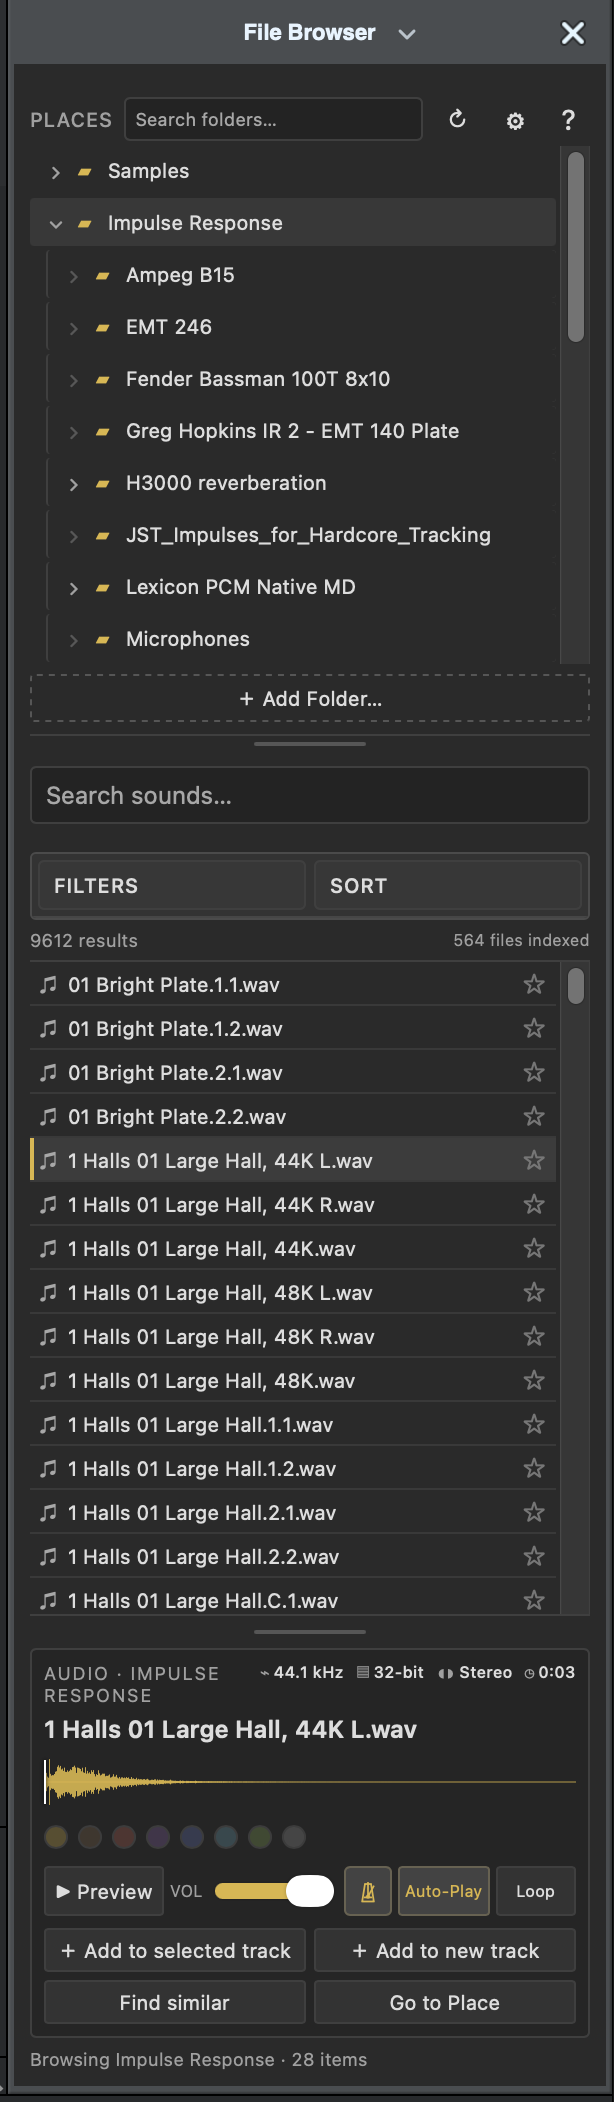 File Browser
PLACES
Search folders...
?
Samples
Impulse Response
Ampeg B15
EMT 246
Fender Bassman 100T 8x10
Greg Hopkins IR 2 - EMT 140 Plate
H3000 reverberation
JST_Impulses_for_Hardcore_Tracking
Lexicon PCM Native MD
Microphones
+ Add Folder...
Search sounds...
FILTERS SORT
9612 results 564 files indexed
01 Bright Plate.1.1.wav
01 Bright Plate.1.2.wav
01 Bright Plate.2.1.wav
01 Bright Plate.2.2.wav
1 Halls 01 Large Hall, 44K L.wav
1 Halls 01 Large Hall, 44K R.wav
1 Halls 01 Large Hall, 44K.wav
1 Halls 01 Large Hall, 48K L.wav
1 Halls 01 Large Hall, 48K R.wav
1 Halls 01 Large Hall, 48K.wav
1 Halls 01 Large Hall.1.1.wav
1 Halls 01 Large Hall.1.2.wav
1 Halls 01 Large Hall.2.1.wav
1 Halls 01 Large Hall.2.2.wav
1 Halls 01 Large Hall.C.1.wav
AUDIO · IMPULSE RESPONSE
44.1 kHz 32-bit Stereo 0:03
1 Halls 01 Large Hall, 44K L.wav
Preview VOL Auto-Play Loop
+ Add to selected track + Add to new track
Find similar Go to Place
Browsing Impulse Response · 28 items